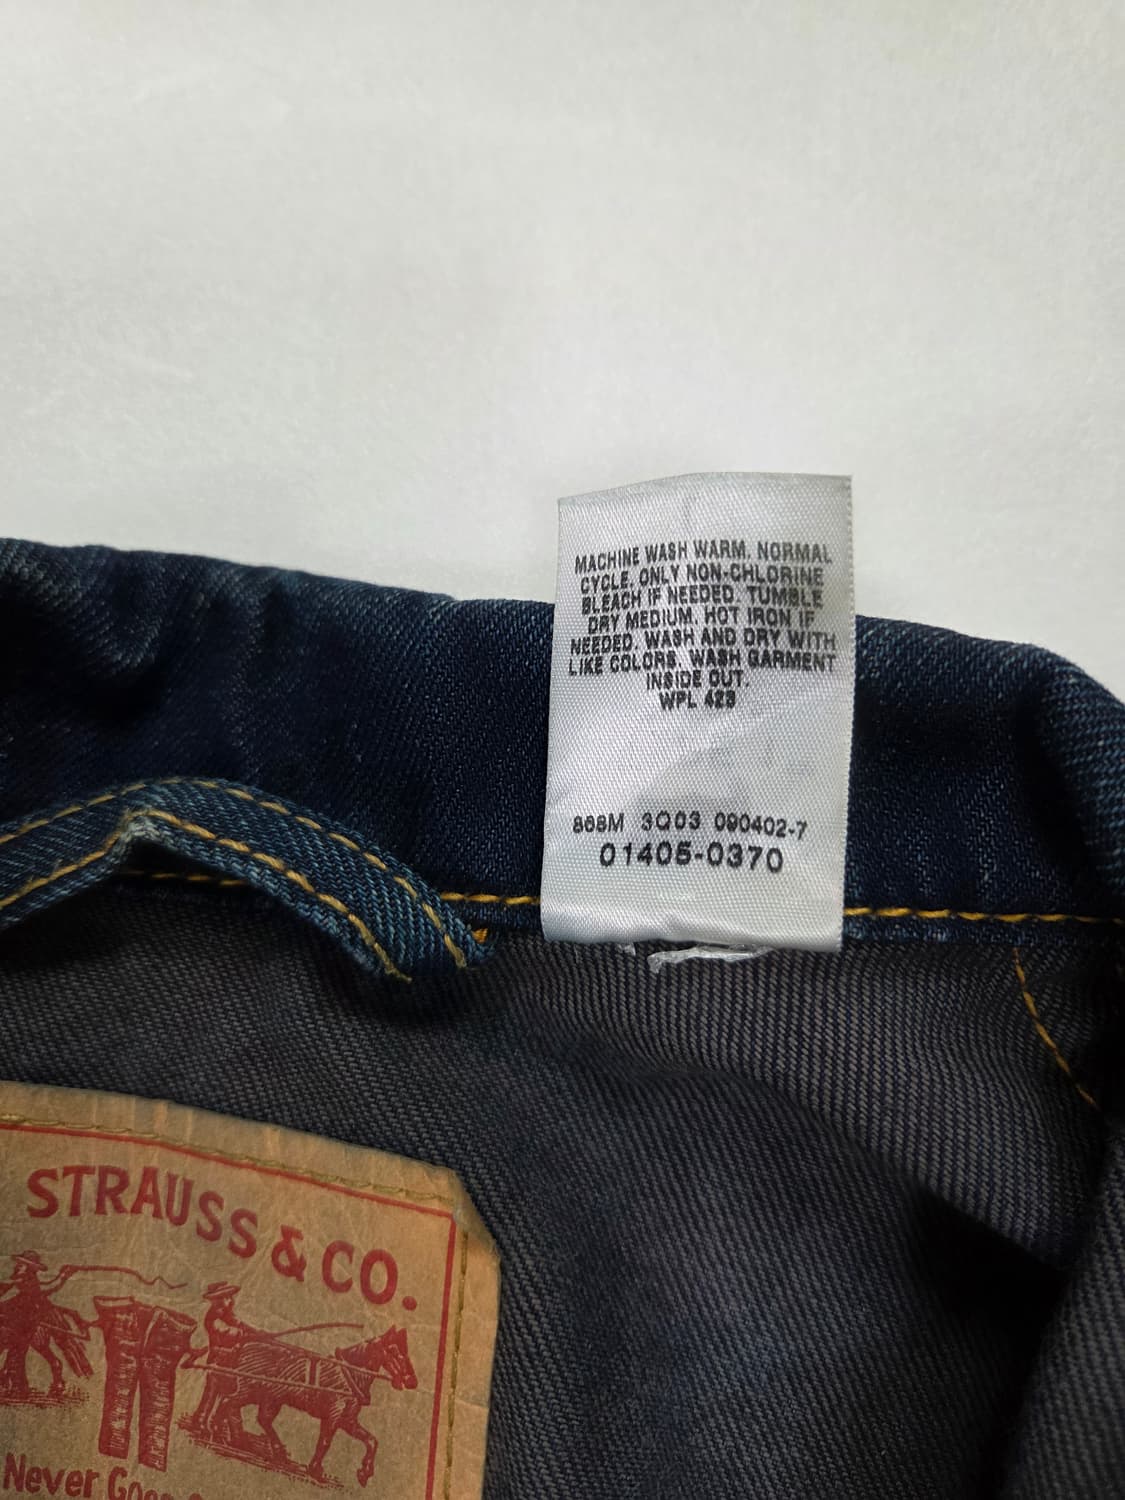 MACHINE WASH WARM, NORMAL
CYCLE, ONLY NON-CHLORINE
BLEACH IF NEEDED. TUMBLE
DRY MEDIUM, HOT IRON IF
NEEDED, WASH AND DRY WITH
LIKE COLORS, WASH GARMENT
INSIDE OUT.
WPL 423
868M 3Q03 090402-7
01405-0370
STRAUSS & CO.
Never Goes